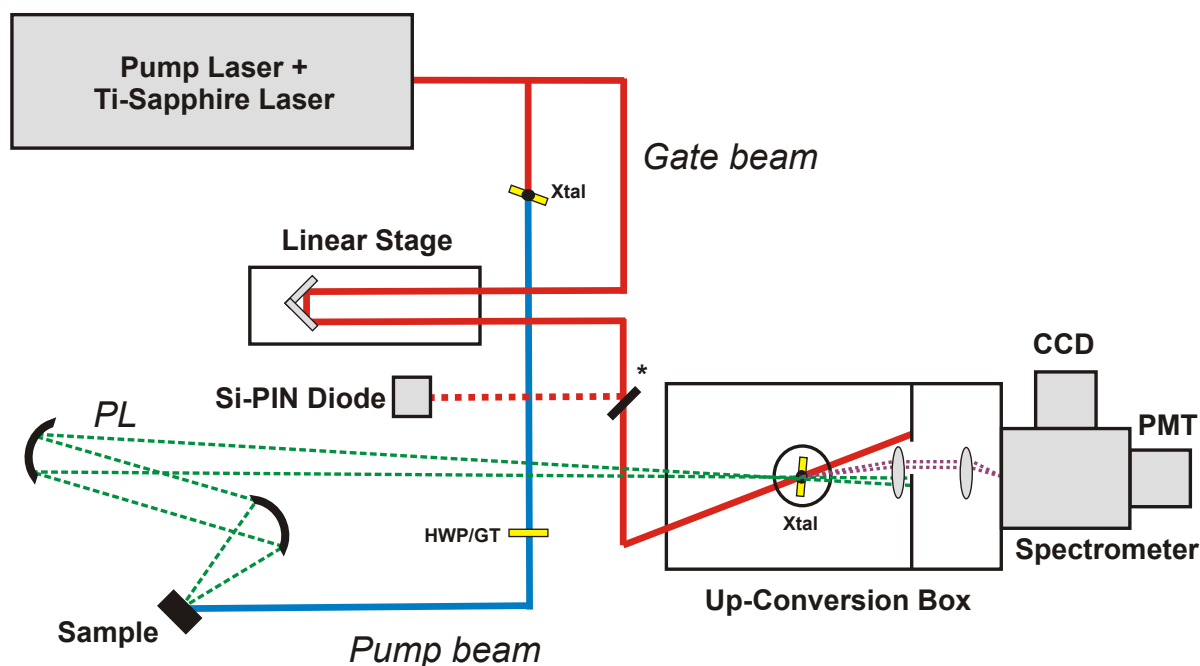 Pump Laser +
Ti-Sapphire Laser
Gate beam
Xtal
Linear Stage
CCD
*
Si-PIN Diode
PL
PMT
Xtal
HWP/GT
Spectrometer
Up-Conversion Box
Sample
Pump beam